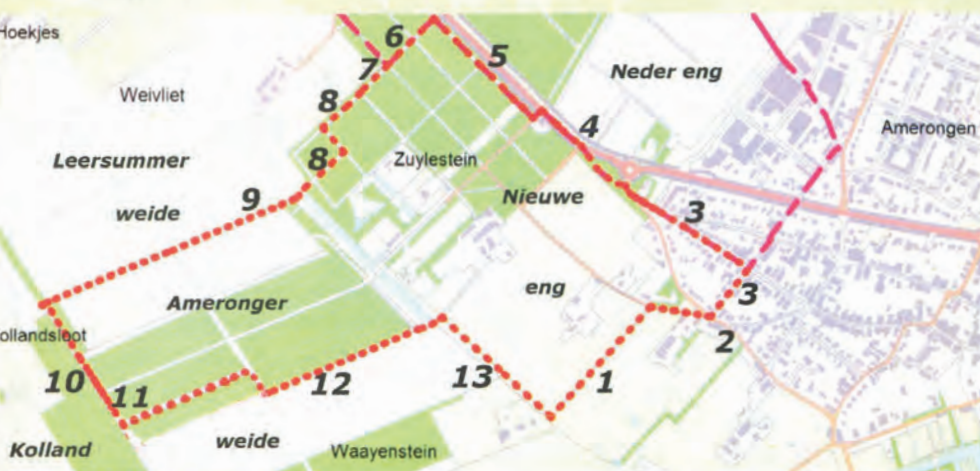 Hoekjes
6
5
7
Neder eng
Weivliet
8
4
Amerongen
Leersummer
8
Zuylestein
weide
9
Nieuwe
3
Ameronger
eng
3
ollandsloot
2
10
11
12
13
1
Kolland
weide
Waayenstein